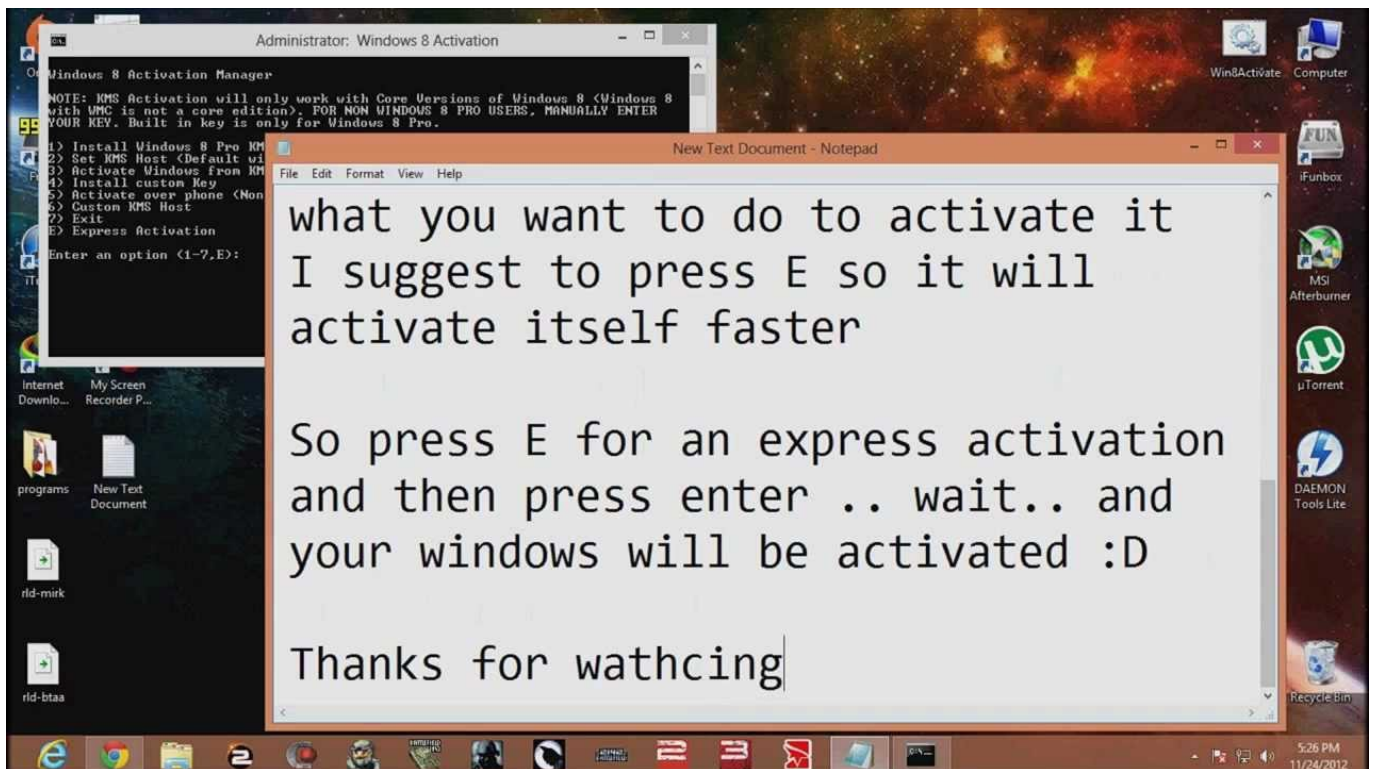 Administrator: Windows 8 Activation
Windows 8 Activation Manager
NOTE: KMS Activation will only work with Core Versions of Windows 8 (Windows 8
with WMC is not a core edition). FOR NON WINDOWS 8 PRO USERS, MANUALLY ENTER
YOUR KEY. Built in key is only for Windows 8 Pro.
1) Install Windows 8 Pro KM
2) Set KMS Host (Default wi
3) Activate Windows from KM
4) Install custom Key
5) Activate over phone (Non
6) Custom KMS Host
7) Exit
E) Express Activation
Enter an option (1-7,E):
New Text Document - Notepad
File Edit Format View Help
what you want to do to activate it
I suggest to press E so it will
activate itself faster
So press E for an express activation
and then press enter .. wait.. and
your windows will be activated :D
Thanks for wathcing
Internet
Downlo...
My Screen
Recorder P...
programs
New Text
Document
rld-mirk
rld-btaa
Win8Activate
Computer
FUN
iFunbox
MSI
Afterburner
µTorrent
DAEMON
Tools Lite
Recycle Bin
5:26 PM
11/24/2012